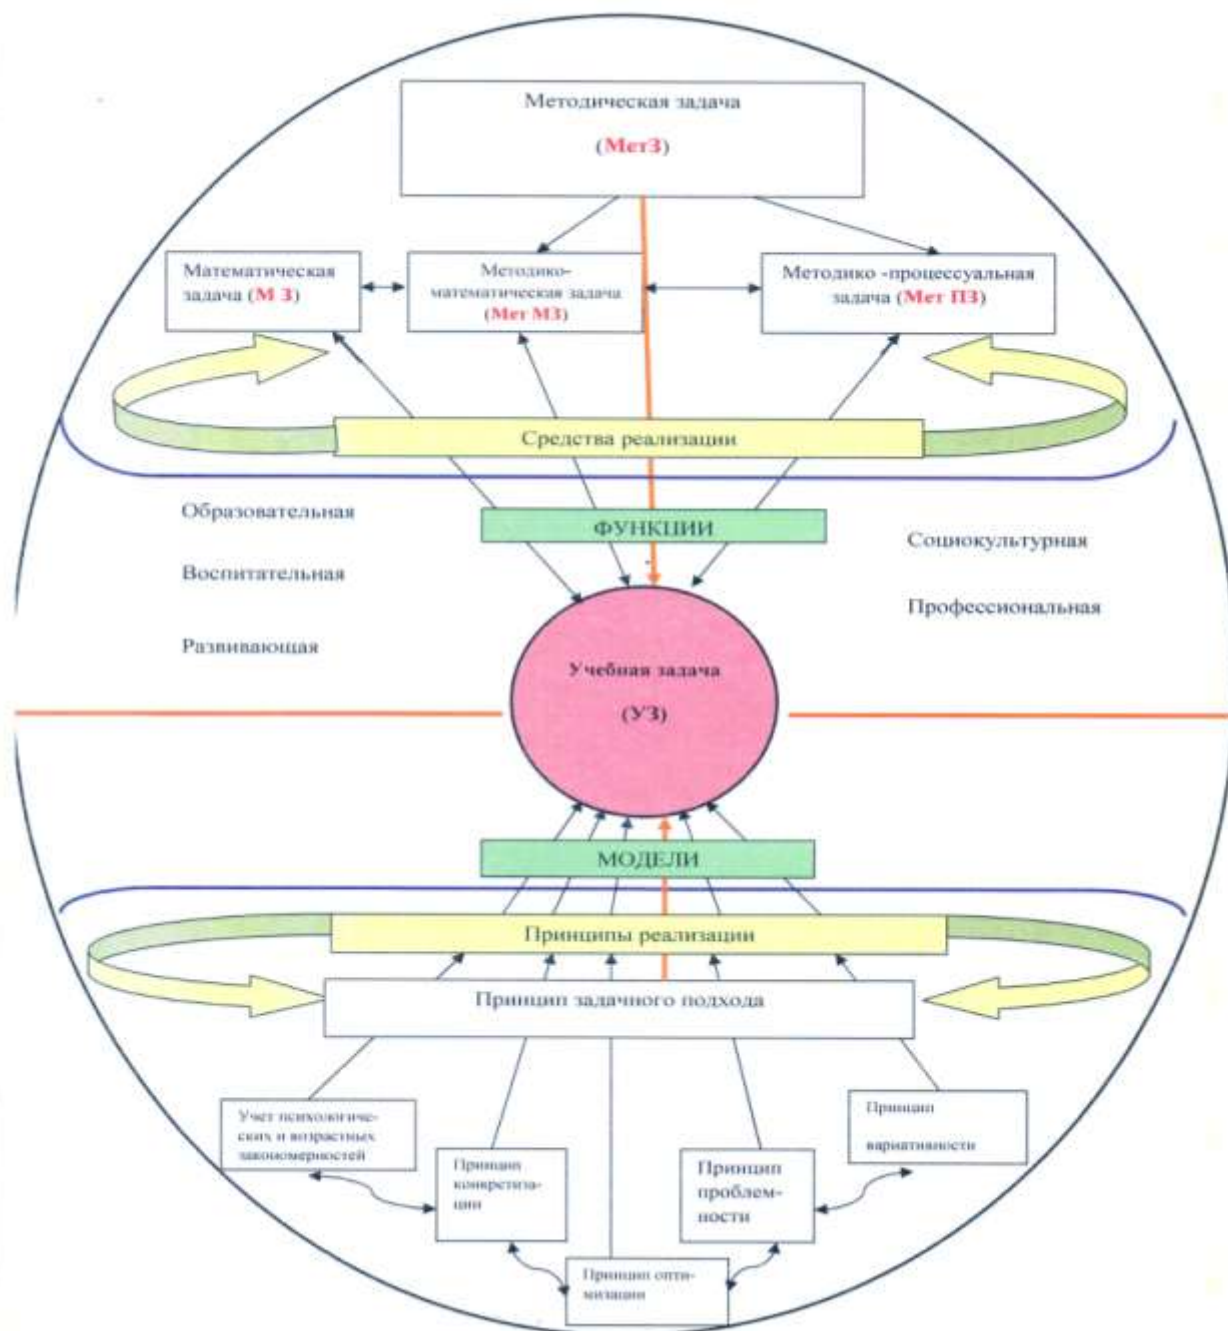 Методическая задача
(МетЗ)
Математическая
задача (М З)
Методико-
математическая задача
(Мет МЗ)
Методико -процессуальная
задача (Мет ПЗ)
Средства реализации
Образовательная
ФУНКЦИИ
Социокультурная
Воспитательная
Профессиональная
Развивающая
Учебная задача
(УЗ)
МОДЕЛИ
Принципы реализации
Принцип задачного подхода
Учет психологиче-
ских и возрастных
закономерностей
Принцип
конкретиза-
ции
Принцип опти-
мизации
Принцип
проблем-
ности
Принцип
вариативности